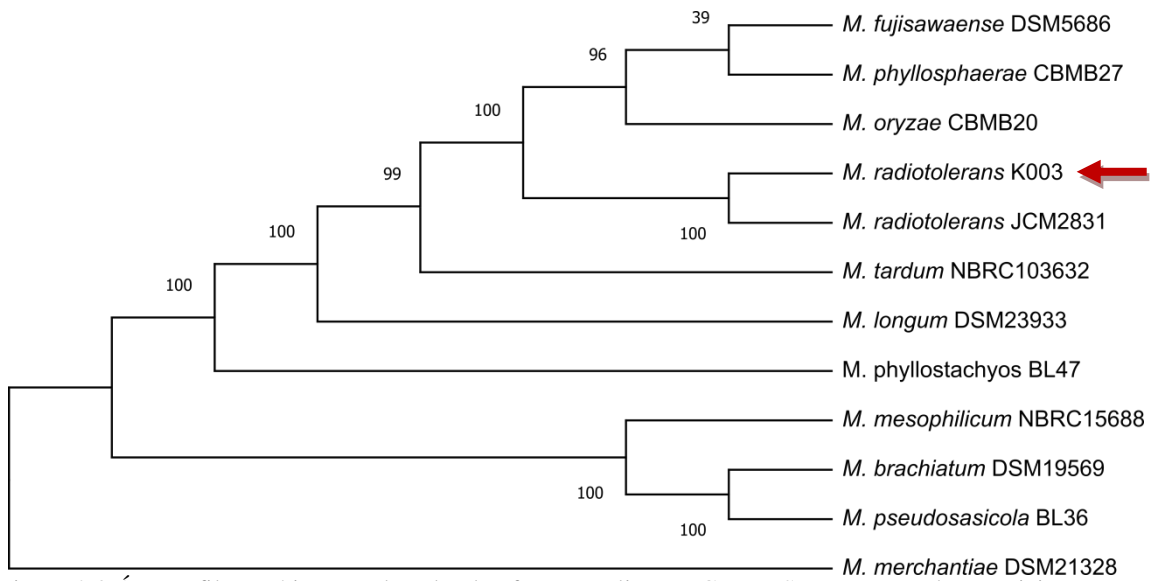 39
M. fujisawaense DSM5686
96
M. phyllosphaerae CBMB27
100
M. oryzae CBMB20
99
M. radiotolerans K003
100
M. radiotolerans JCM2831
100
M. tardum NBRC103632
100
M. longum DSM23933
M. phyllostachyos BL47
M. mesophilicum NBRC15688
M. brachiatum DSM19569
100
M. pseudosasicola BL36
100
M. merchantiae DSM21328